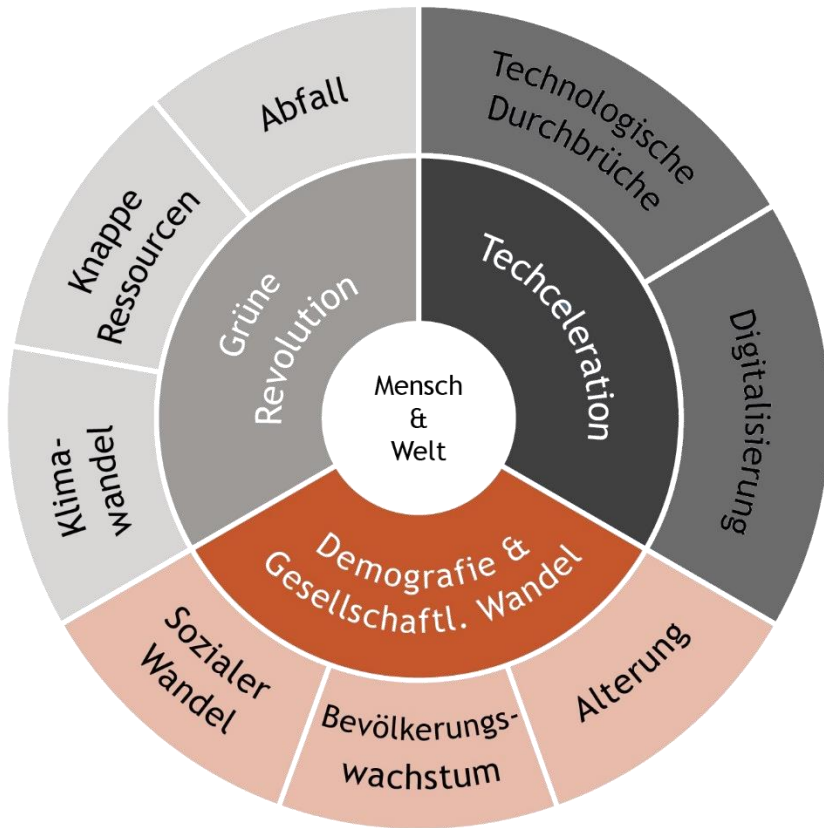 Abfall
Technologische
Durchbrüche
Knappe
Ressourcen
Grüne
Revolution
Techceleration
Digitalisierung
Mensch
&
Welt
Klima-
wandel
Demografie &
Gesellschaftl. Wandel
Sozialer
Wandel
Bevölkerungs-
wachstum
Alterung